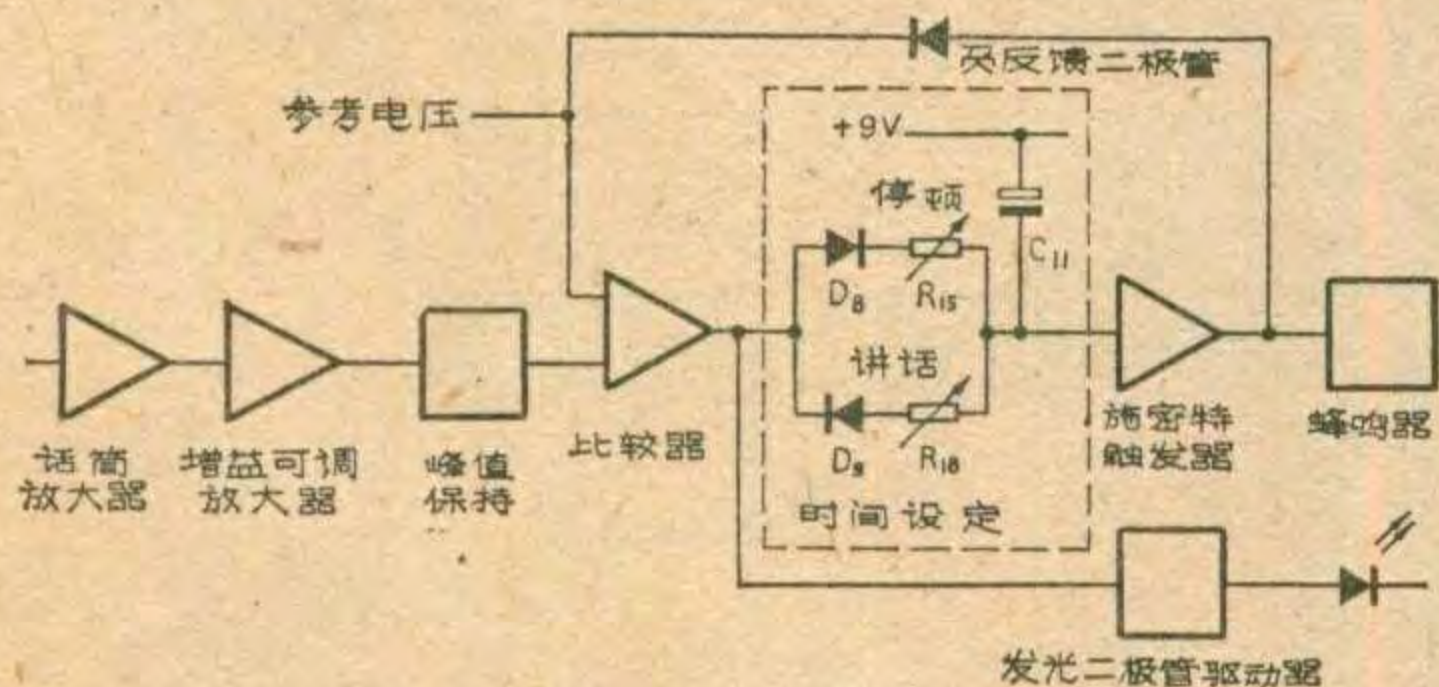 负反馈二极管
参考电压
+9V
停顿
C11
D8
R15
讲话
D9
R18
时间设定
话筒
放大器
增益可调
放大器
峰值
保持
比较器
施密特
触发器
蜂鸣器
发光二极管驱动器